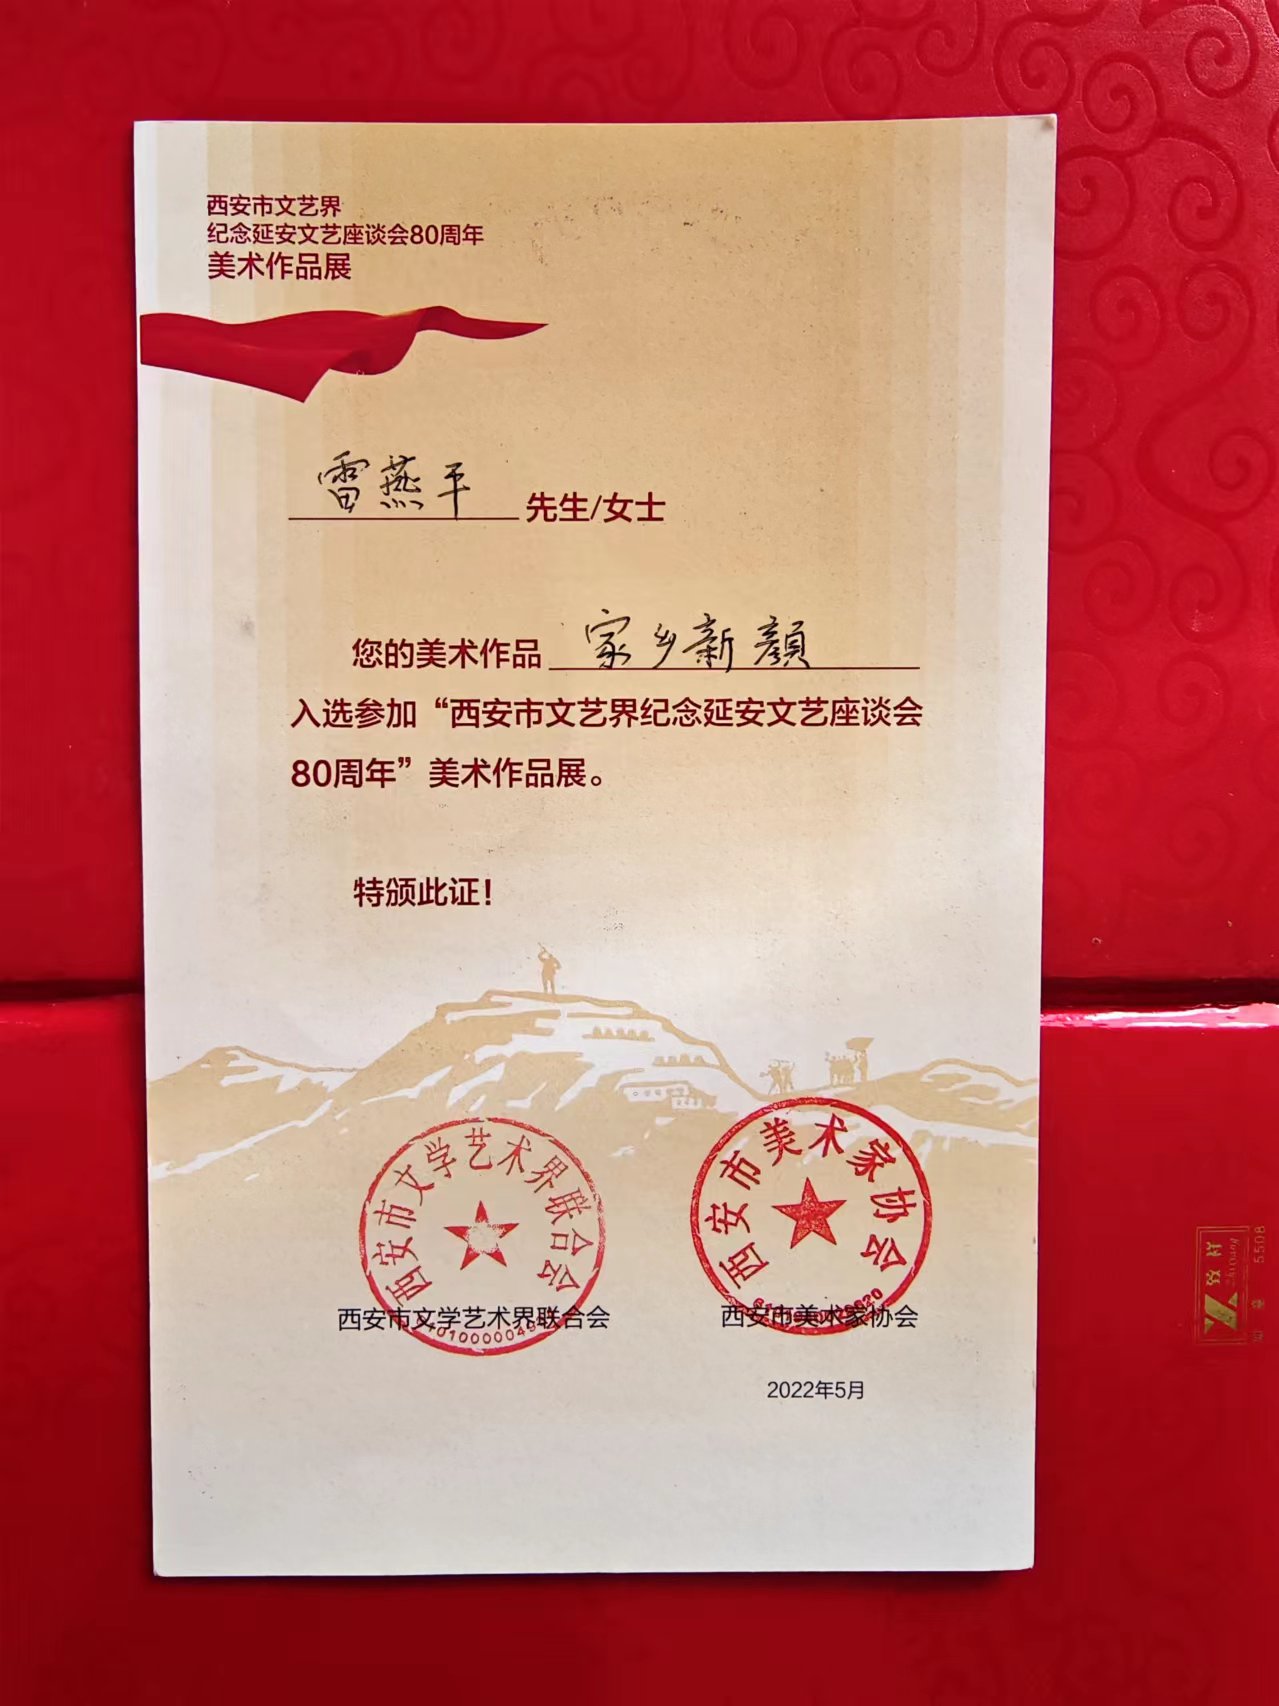 西安市文艺界
纪念延安文艺座谈会80周年
美术作品展
雷燕平 先生/女士
您的美术作品 家乡新顔
入选参加“西安市文艺界纪念延安文艺座谈会
80周年”美术作品展。
特颁此证！
西安市文学艺术界联合会
西安市美术家协会
西安市文学艺术界联合会
西安市美术家协会
2022年5月
致祥
5508